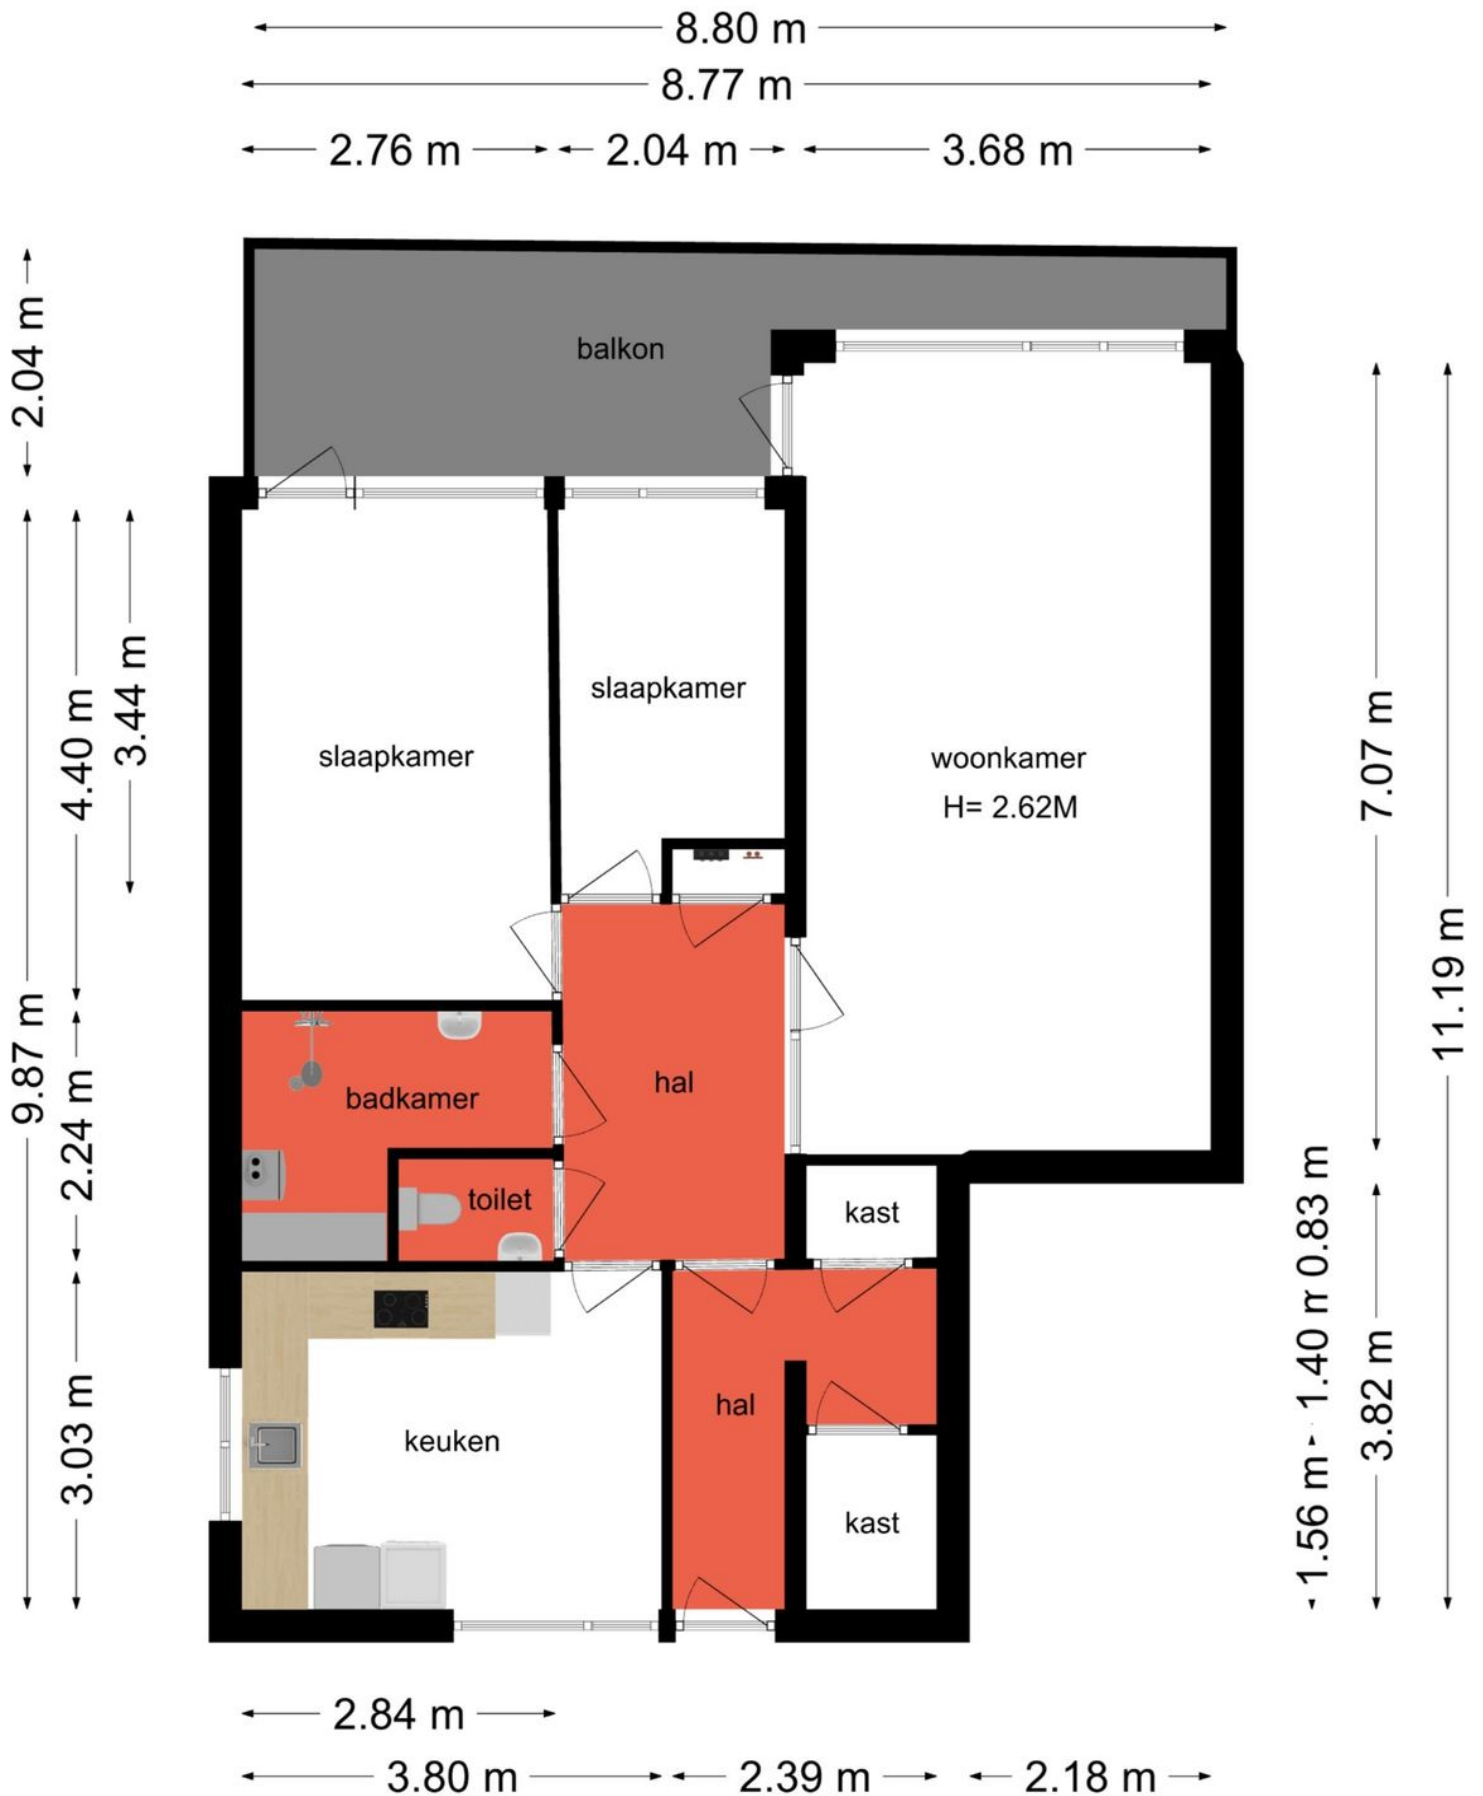 8.80 m
8.77 m
2.76 m
2.04 m
3.68 m
2.04 m
balkon
9.87 m
4.40 m
3.44 m
slaapkamer
slaapkamer
woonkamer
H= 2.62M
7.07 m
11.19 m
2.24 m
badkamer
hal
toilet
kast
0.83 m
1.40 m
1.56 m
3.82 m
3.03 m
keuken
hal
kast
2.84 m
3.80 m
2.39 m
2.18 m